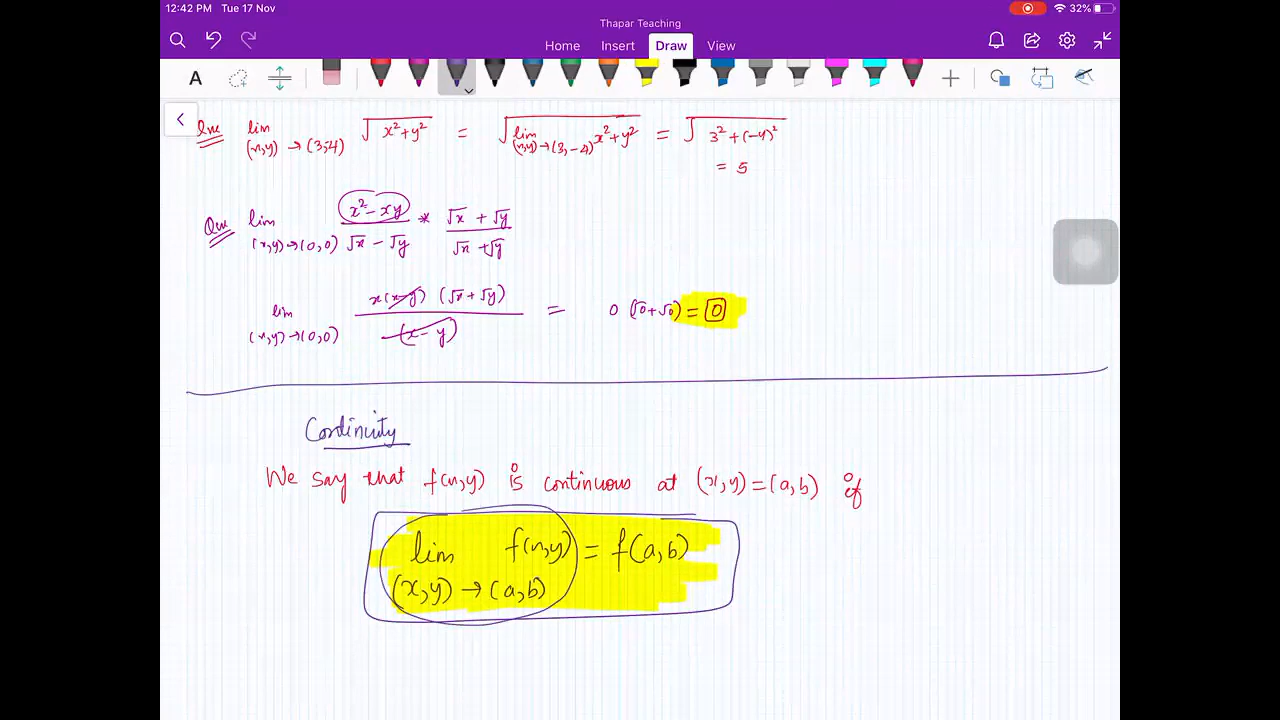 12:42 PM Tue 17 Nov 32%
Thapar Teaching
Home Insert Draw View
A
Que lim (x,y) → (3,4) √x²+y² = √lim (x,y)→(3,-4) x²+y² = √3²+(-4)²
= 5
Que lim (x,y)→(0,0) x²-xy / √x - √y * √x + √y / √x + √y
lim (x,y)→(0,0) x(x-y) (√x+√y) / (x-y) = 0 (√0+√0) = 0
Continuity
We say that f(x,y) is continuous at (x,y)=(a,b) if
lim f(x,y) = f(a,b)
(x,y) → (a,b)